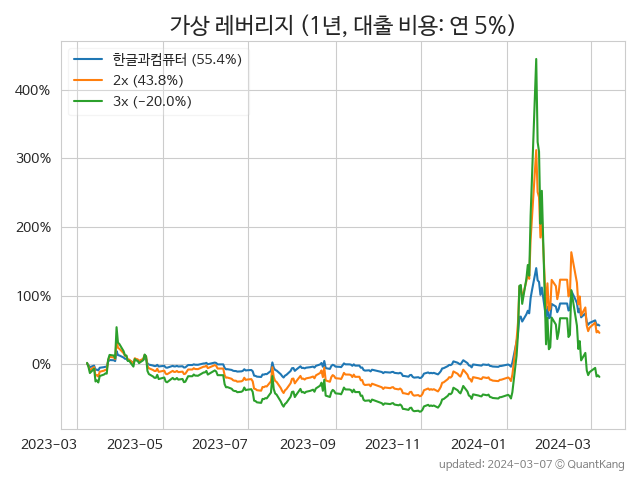 가상 레버리지 (1년, 대출 비용: 연 5%)
한글과컴퓨터 (55.4%)
2x (43.8%)
3x (-20.0%)
400%
300%
200%
100%
0%
2023-03 2023-05 2023-07 2023-09 2023-11 2024-01 2024-03
updated: 2024-03-07 © QuantKang